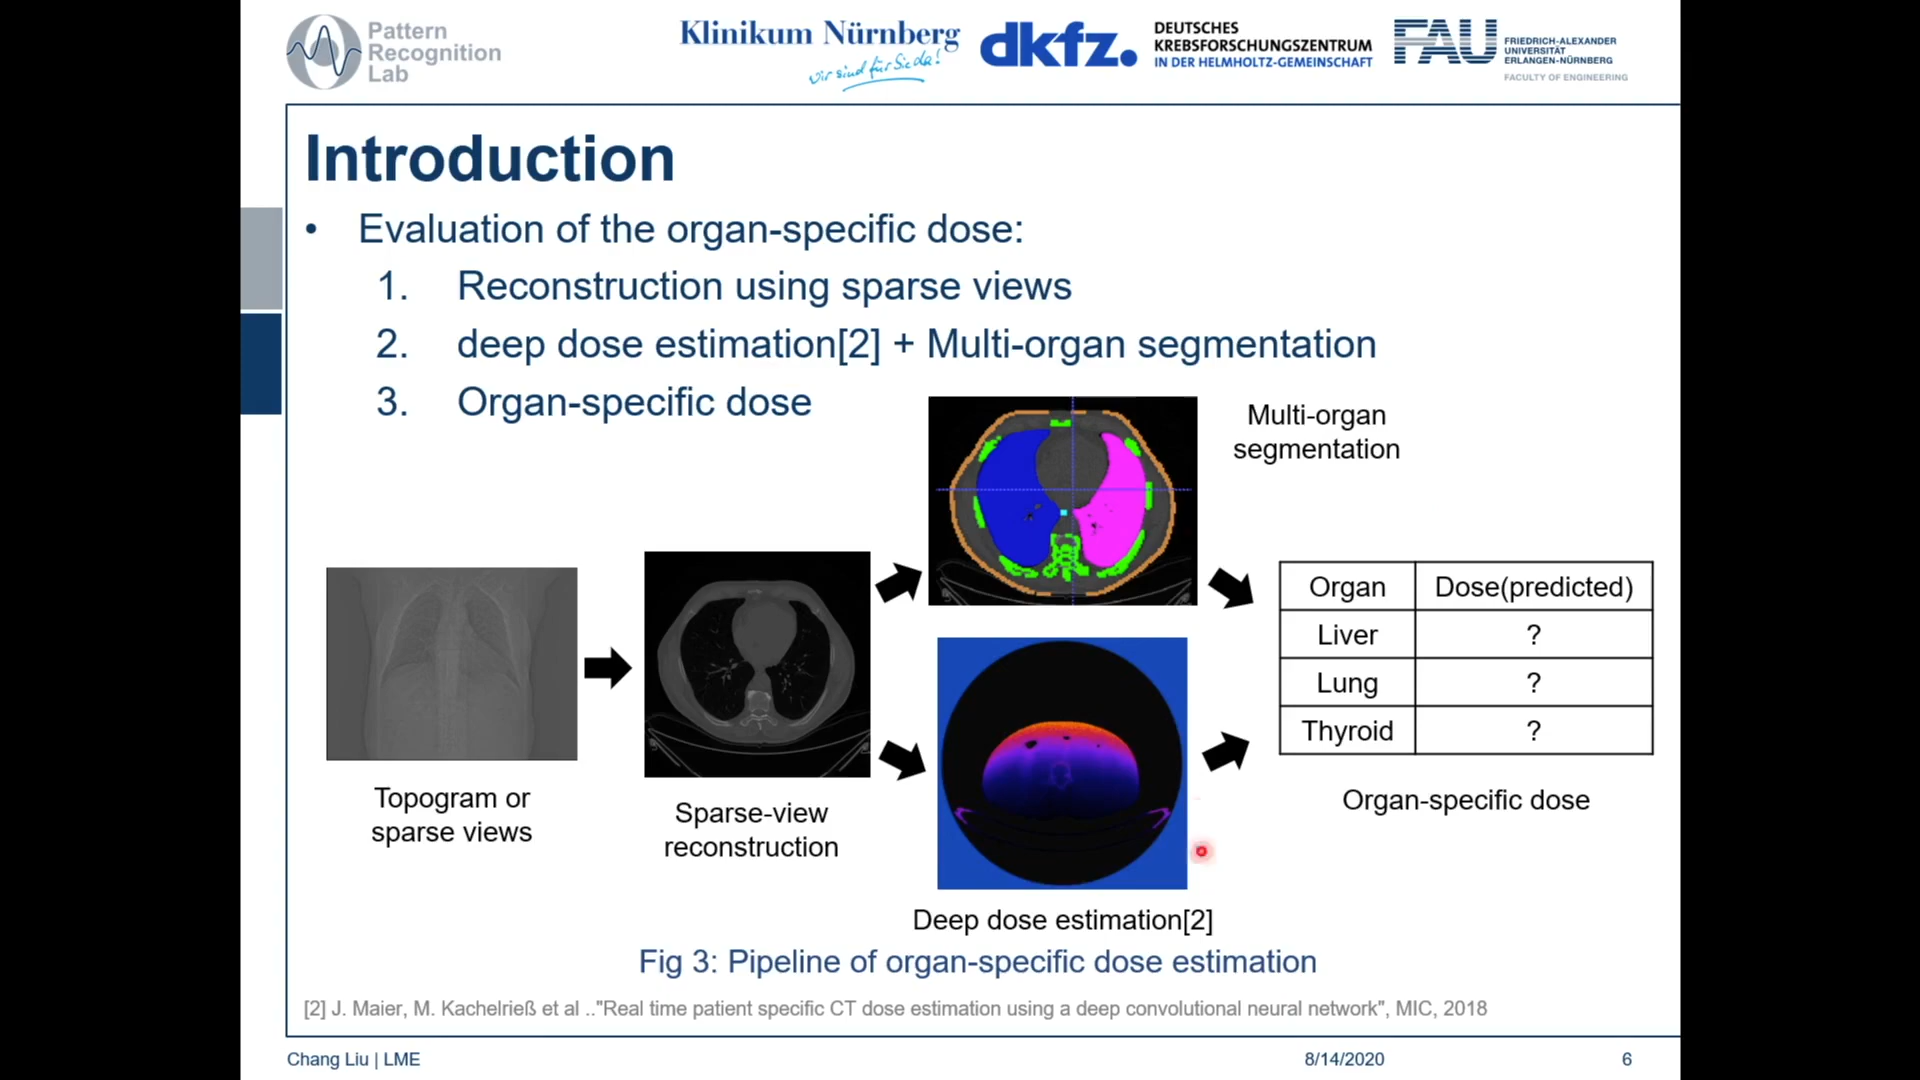 Pattern
Recognition
Lab
Klinikum Nürnberg
Wir sind für Sie da!
dkfz.
DEUTSCHES
KREBSFORSCHUNGSZENTRUM
IN DER HELMHOLTZ-GEMEINSCHAFT
FAU
FRIEDRICH-ALEXANDER
UNIVERSITÄT
ERLANGEN-NÜRNBERG
FACULTY OF ENGINEERING
Introduction
• Evaluation of the organ-specific dose:
1. Reconstruction using sparse views
2. deep dose estimation[2] + Multi-organ segmentation
3. Organ-specific dose
Multi-organ
segmentation
Topogram or
sparse views
Sparse-view
reconstruction
Deep dose estimation[2]
Organ Dose(predicted)
Liver ?
Lung ?
Thyroid ?
Organ-specific dose
Fig 3: Pipeline of organ-specific dose estimation
[2] J. Maier, M. Kachelrieß et al .."Real time patient specific CT dose estimation using a deep convolutional neural network", MIC, 2018
Chang Liu | LME
8/14/2020
6